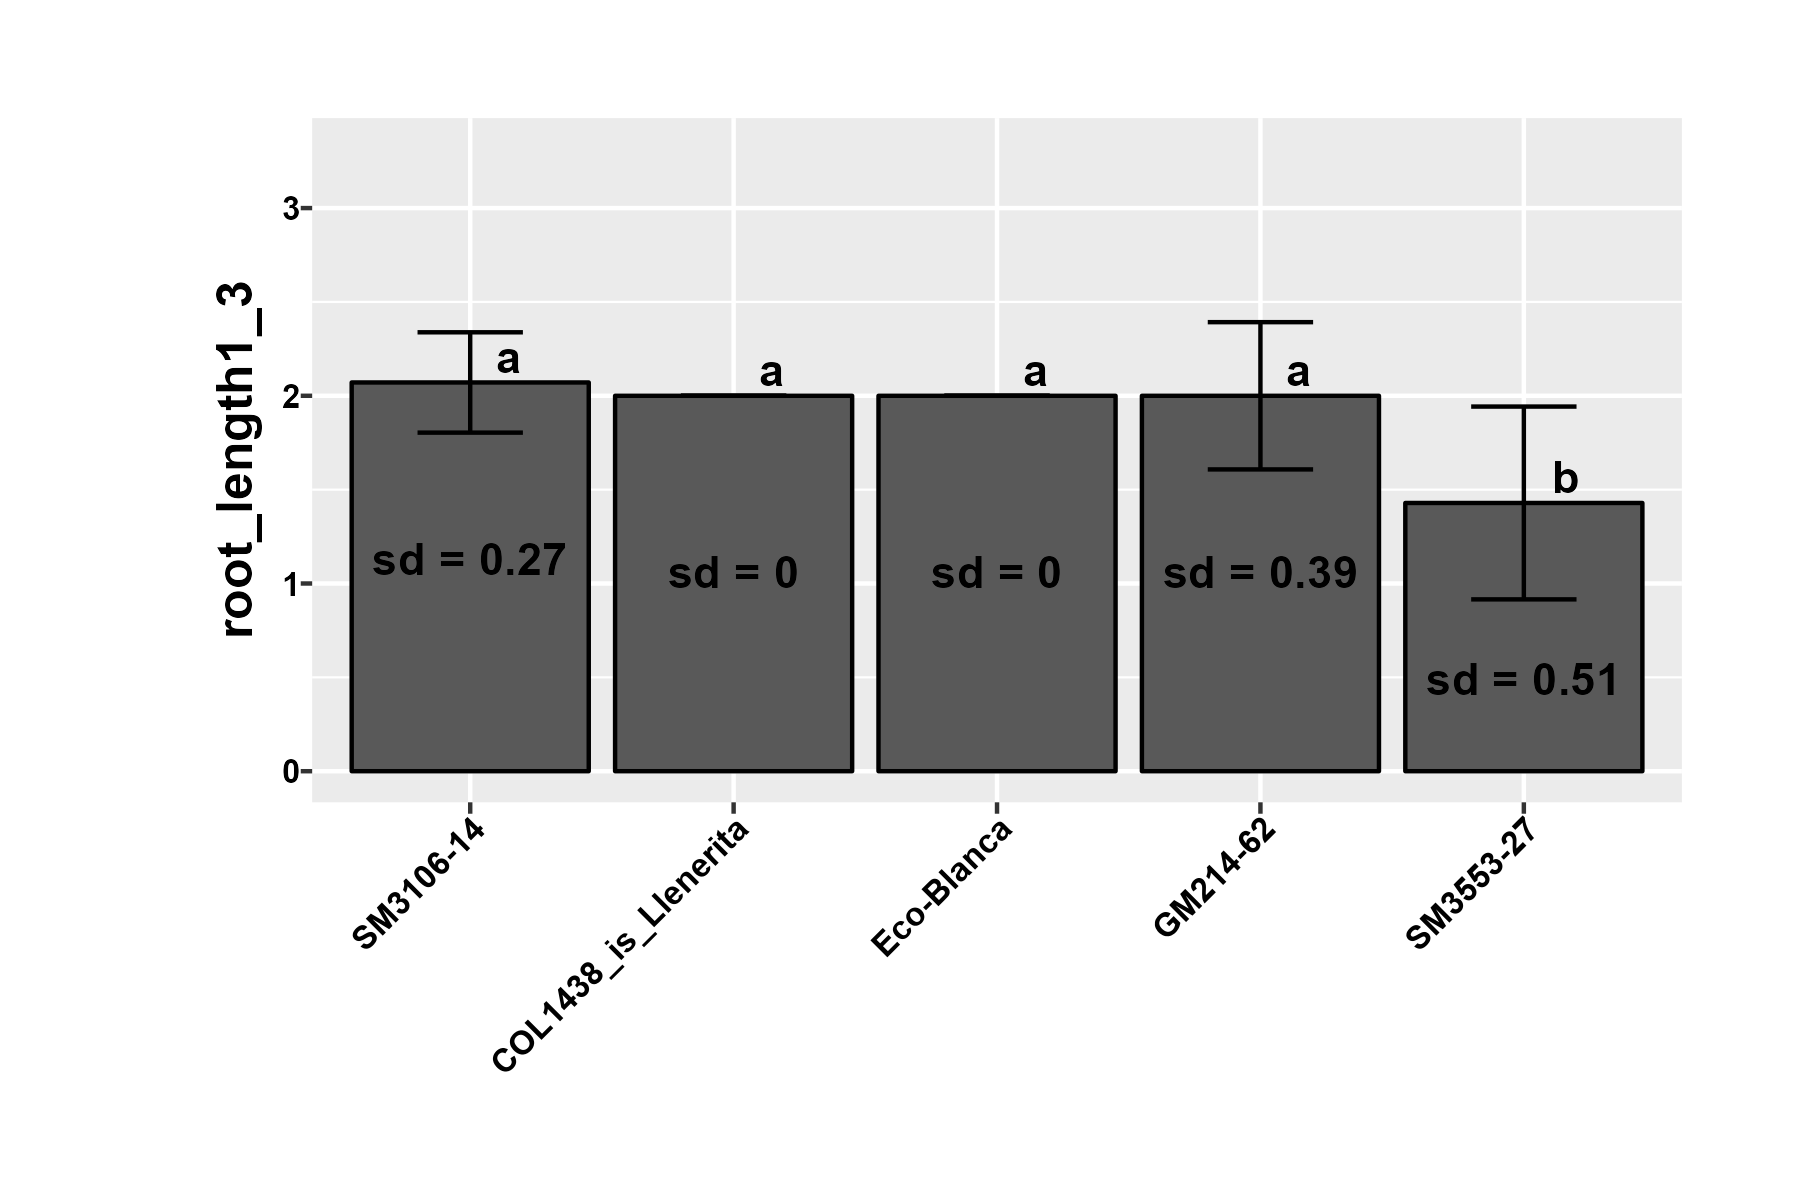 root_length1_3
3
2
1
0
a
a
a
a
b
sd = 0.27
sd = 0
sd = 0
sd = 0.39
sd = 0.51
SM3106-14
COL1438_is_Llenerita
Eco-Blanca
GM214-62
SM3553-27